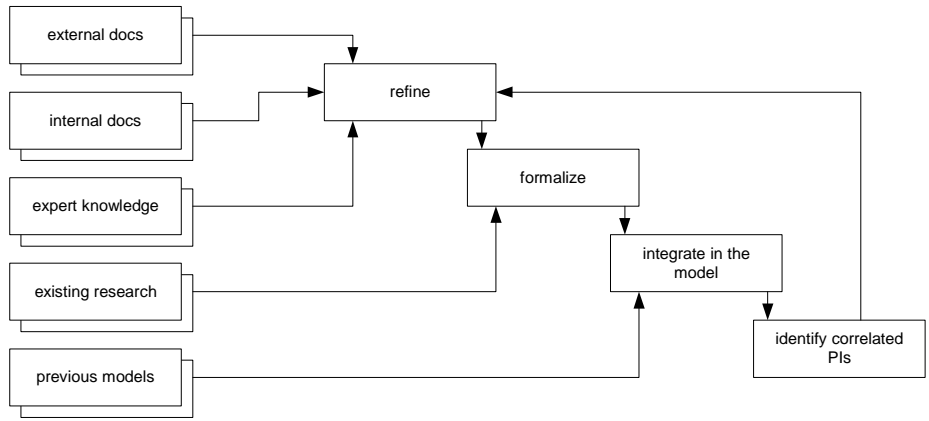 external docs
refine
internal docs
formalize
expert knowledge
integrate in the
model
existing research
identify correlated
PIs
previous models